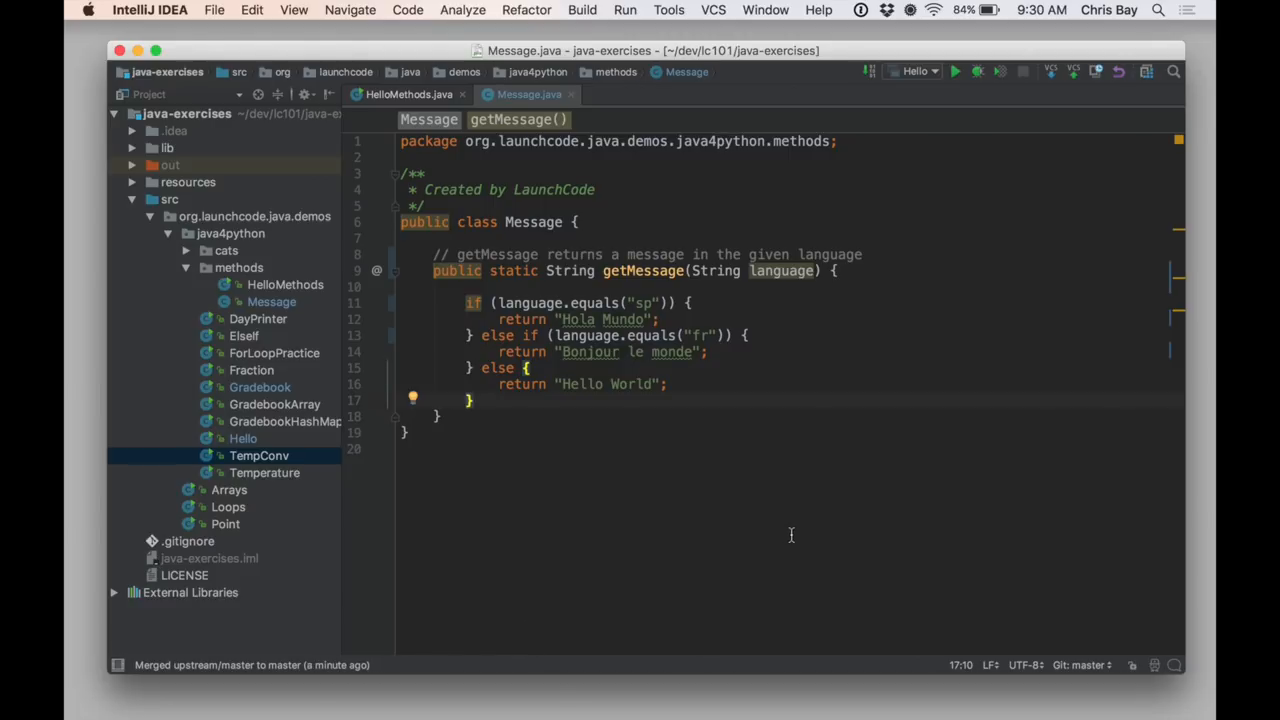 IntelliJ IDEA File Edit View Navigate Code Analyze Refactor Build Run Tools VCS Window Help 84% 9:30 AM Chris Bay
Message.java - java-exercises - [~/dev/lc101/java-exercises]
java-exercises src org launchcode java demos java4python methods Message Hello
Project HelloMethods.java Message.java
java-exercises ~/dev/lc101/java-e
.idea
lib
out
resources
src
org.launchcode.java.demos
java4python
cats
methods
HelloMethods
Message
DayPrinter
ElseIf
ForLoopPractice
Fraction
Gradebook
GradebookArray
GradebookHashMap
Hello
TempConv
Temperature
Arrays
Loops
Point
.gitignore
java-exercises.iml
LICENSE
External Libraries
Message getMessage()
1 package org.launchcode.java.demos.java4python.methods;
2
3 /**
4 * Created by LaunchCode
5 */
6 public class Message {
7
8 // getMessage returns a message in the given language
9 public static String getMessage(String language) {
10
11 if (language.equals("sp")) {
12 return "Hola Mundo";
13 } else if (language.equals("fr")) {
14 return "Bonjour le monde";
15 } else {
16 return "Hello World";
17 }
18 }
19 }
20
Merged upstream/master to master (a minute ago) 17:10 LF UTF-8 Git: master